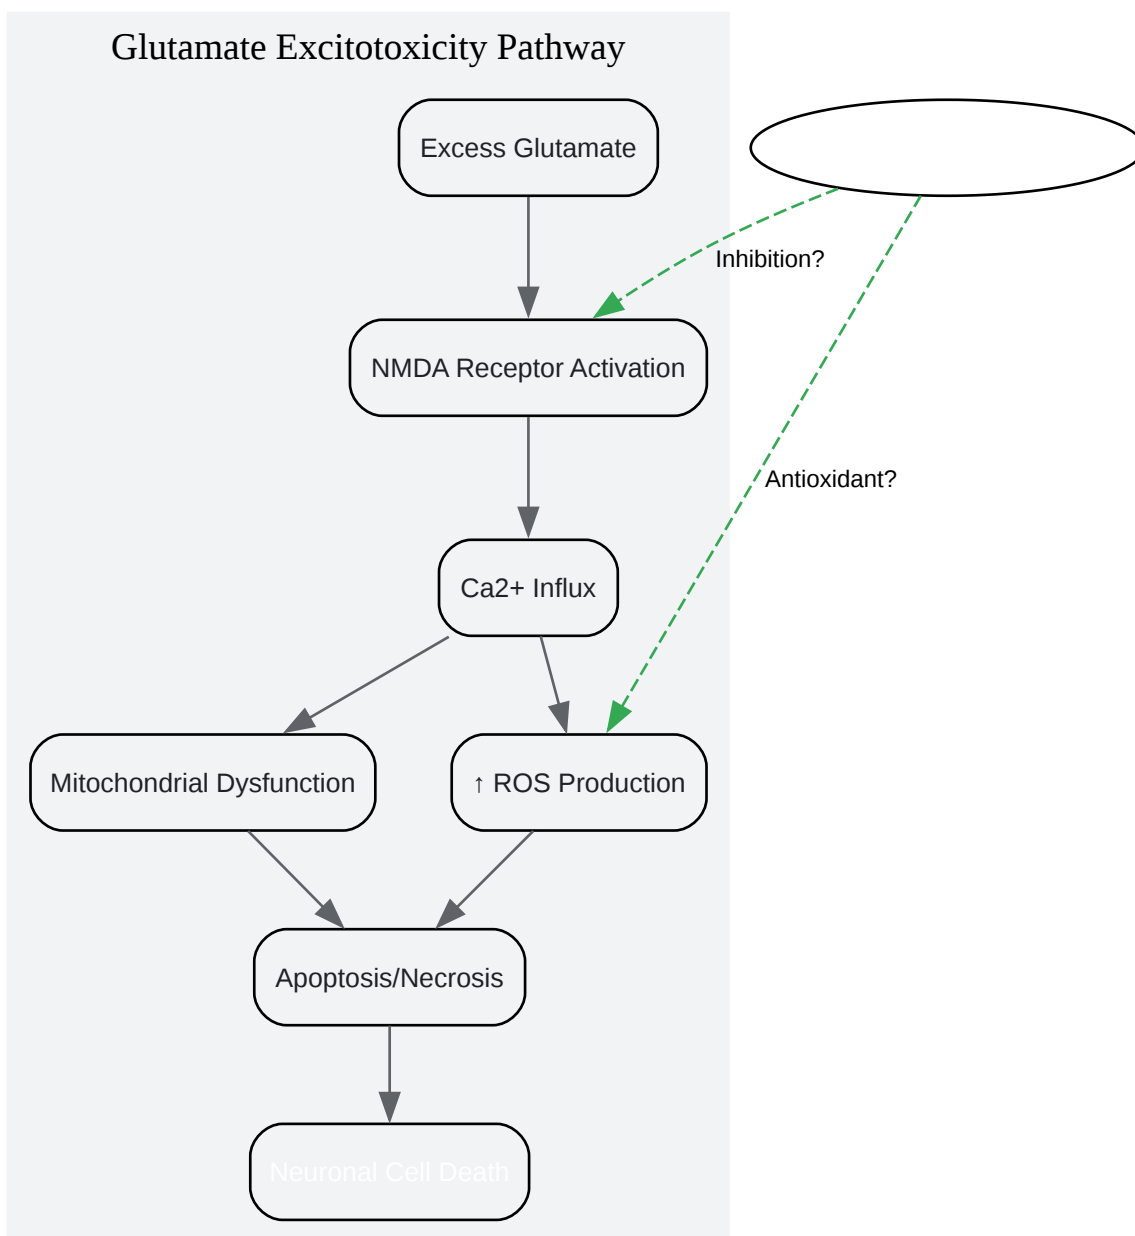 Glutamate Excitotoxicity Pathway
Excess Glutamate
Inhibition?
NMDA Receptor Activation
Antioxidant?
Ca2+ Influx
Mitochondrial Dysfunction
↑ ROS Production
Apoptosis/Necrosis
Neuronal Cell Death